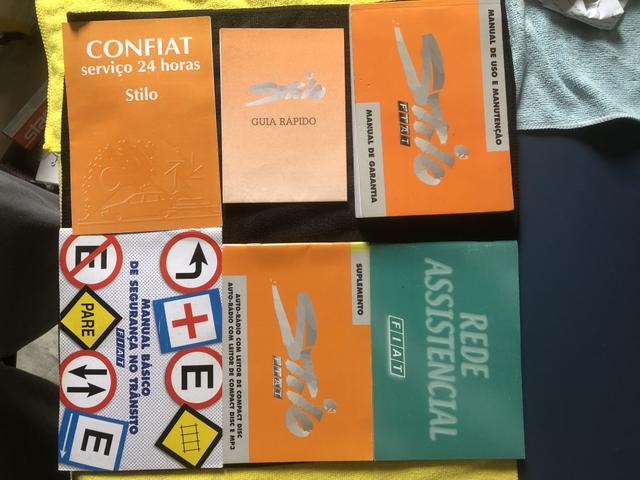 CONFIAT
serviço 24 horas
Stilo
Stilo
GUIA RÁPIDO
MANUAL DE USO E MANUTENÇÃO
Stilo
FIAT
MANUAL DE GARANTIA
E
PARE
E
E
MANUAL BÁSICO
DE SEGURANÇA NO TRÂNSITO
FIAT
SUPLEMENTO
Stilo
FIAT
AUTO-RÁDIO COM LEITOR DE COMPACT DISC
AUTO-RÁDIO COM LEITOR DE COMPACT DISC E MP3
REDE
ASSISTENCIAL
FIAT